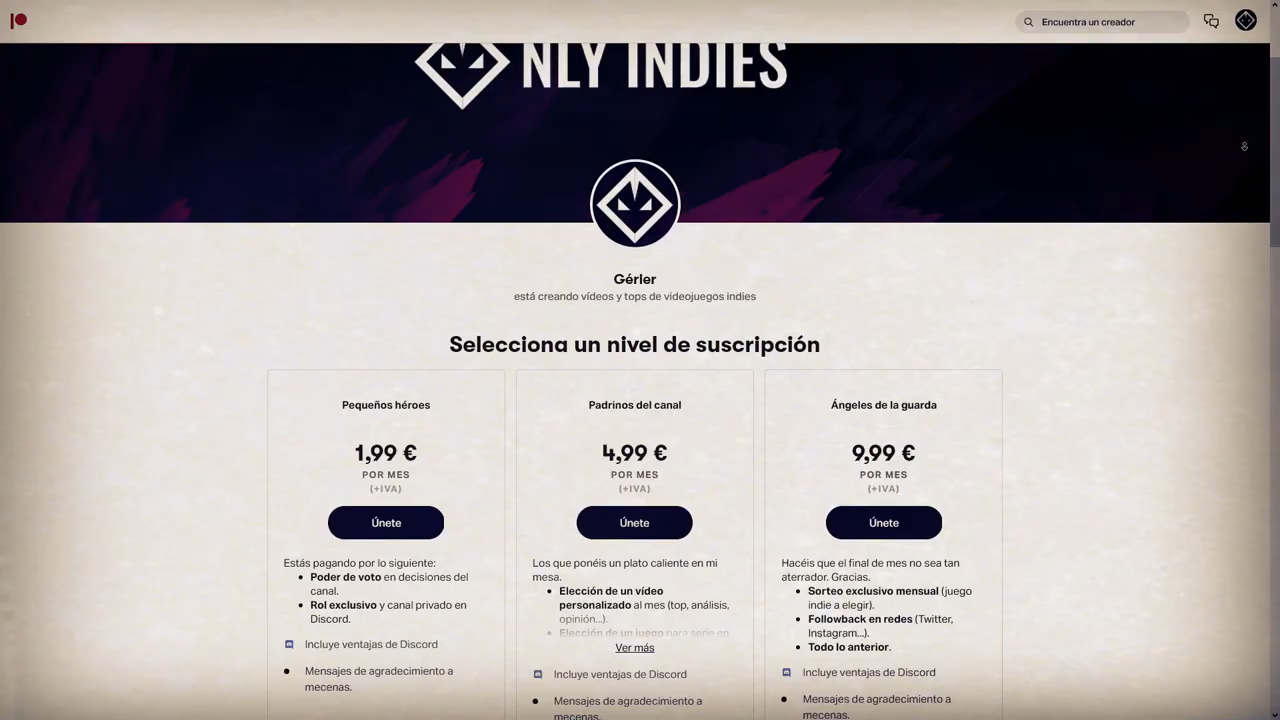 Encuentra un creador
NLY INDIES
Gérler
está creando vídeos y tops de videojuegos indies
Selecciona un nivel de suscripción
Pequeños héroes
1,99 €
POR MES
(+IVA)
Únete
Estás pagando por lo siguiente:
Poder de voto en decisiones del
canal.
Rol exclusivo y canal privado en
Discord.
Incluye ventajas de Discord
Mensajes de agradecimiento a
mecenas.
Padrinos del canal
4,99 €
POR MES
(+IVA)
Únete
Los que ponéis un plato caliente en mi
mesa.
Elección de un vídeo
personalizado al mes (top, análisis,
opinión...).
Elección de un juego para serie en
Ver más
Incluye ventajas de Discord
Mensajes de agradecimiento a
mecenas.
Ángeles de la guarda
9,99 €
POR MES
(+IVA)
Únete
Hacéis que el final de mes no sea tan
aterrador. Gracias.
Sorteo exclusivo mensual (juego
indie a elegir).
Followback en redes (Twitter,
Instagram...).
Todo lo anterior.
Incluye ventajas de Discord
Mensajes de agradecimiento a
mecenas.